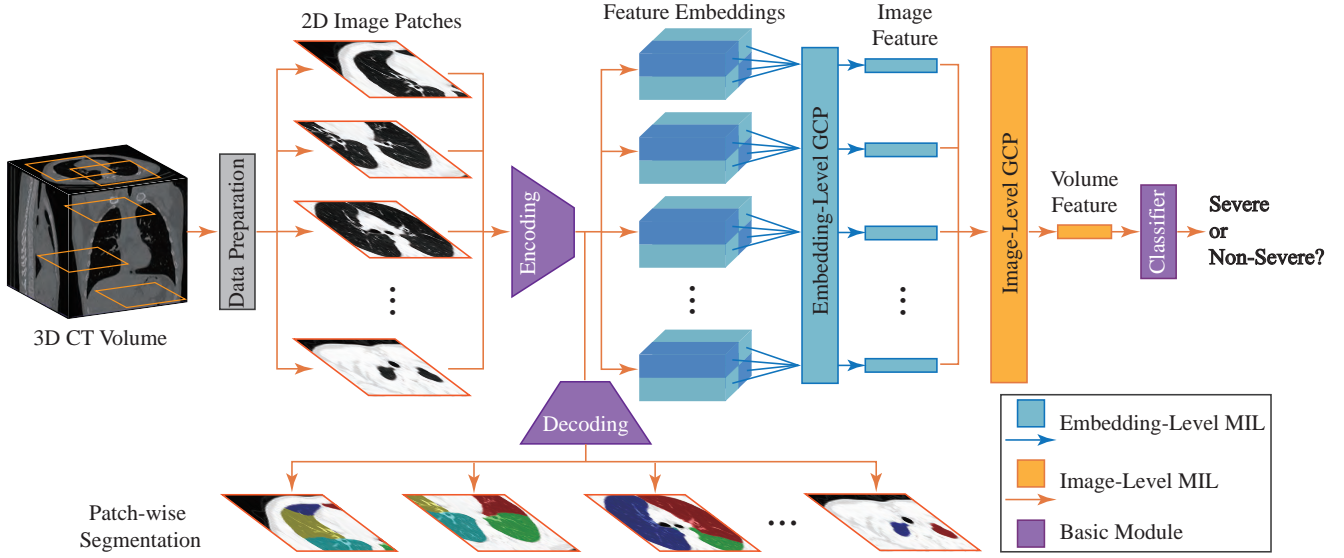 2D Image Patches
Feature Embeddings
Image
Feature
3D CT Volume
Data Preparation
Encoding
Decoding
Embedding-Level GCP
Image-Level GCP
Volume
Feature
Classifier
Severe
or
Non-Severe?
Patch-wise
Segmentation
Embedding-Level MIL
Image-Level MIL
Basic Module